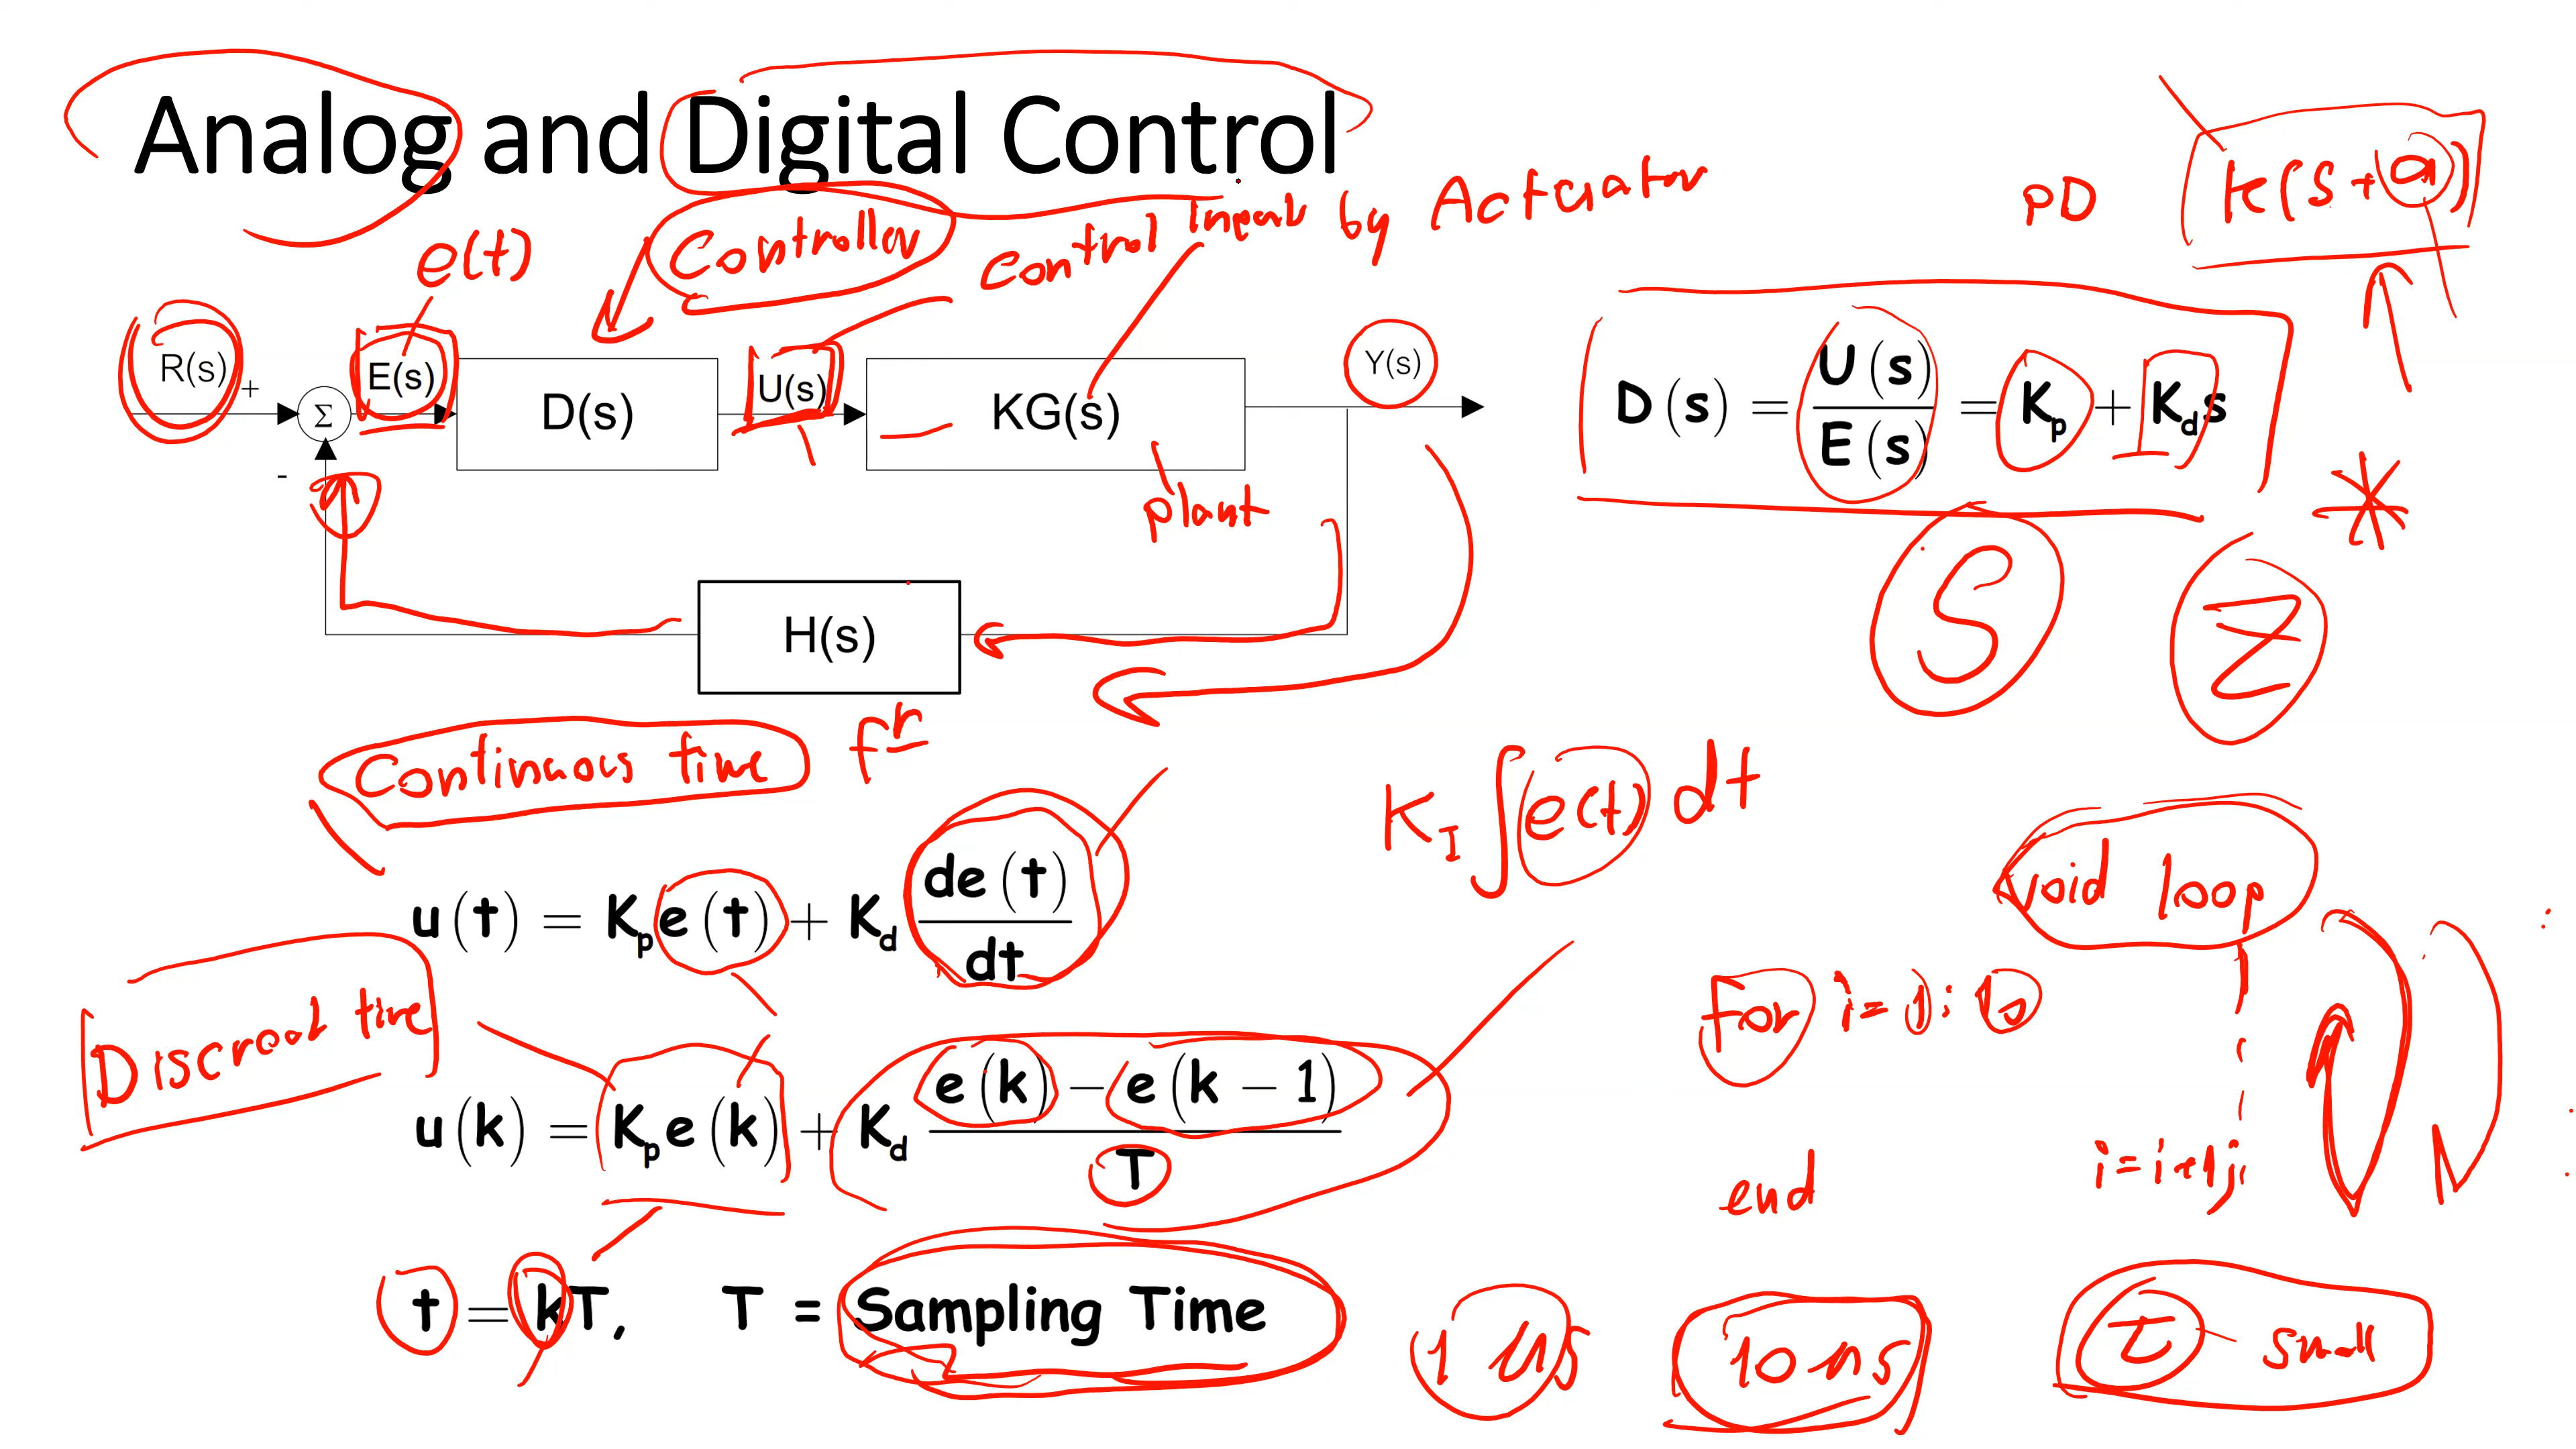 Analog and Digital Control
PD K(s+a)
Controller
Control Input by Actuator
e(t)
R(s) + Σ E(s) D(s) U(s) KG(s) Y(s)
-
plant
D(s) = U(s) / E(s) = Kp + Kd s
*
S Z
H(s)
Continuous time
K_I ∫ e(t) dt
void loop
u(t) = Kp e(t) + Kd de(t) / dt
Discreat time
for i = 1 : 10
u(k) = Kp e(k) + Kd e(k) − e(k − 1) / T
i = i+1;
end
t = kT, T = Sampling Time
1 us
10 ns
τ small